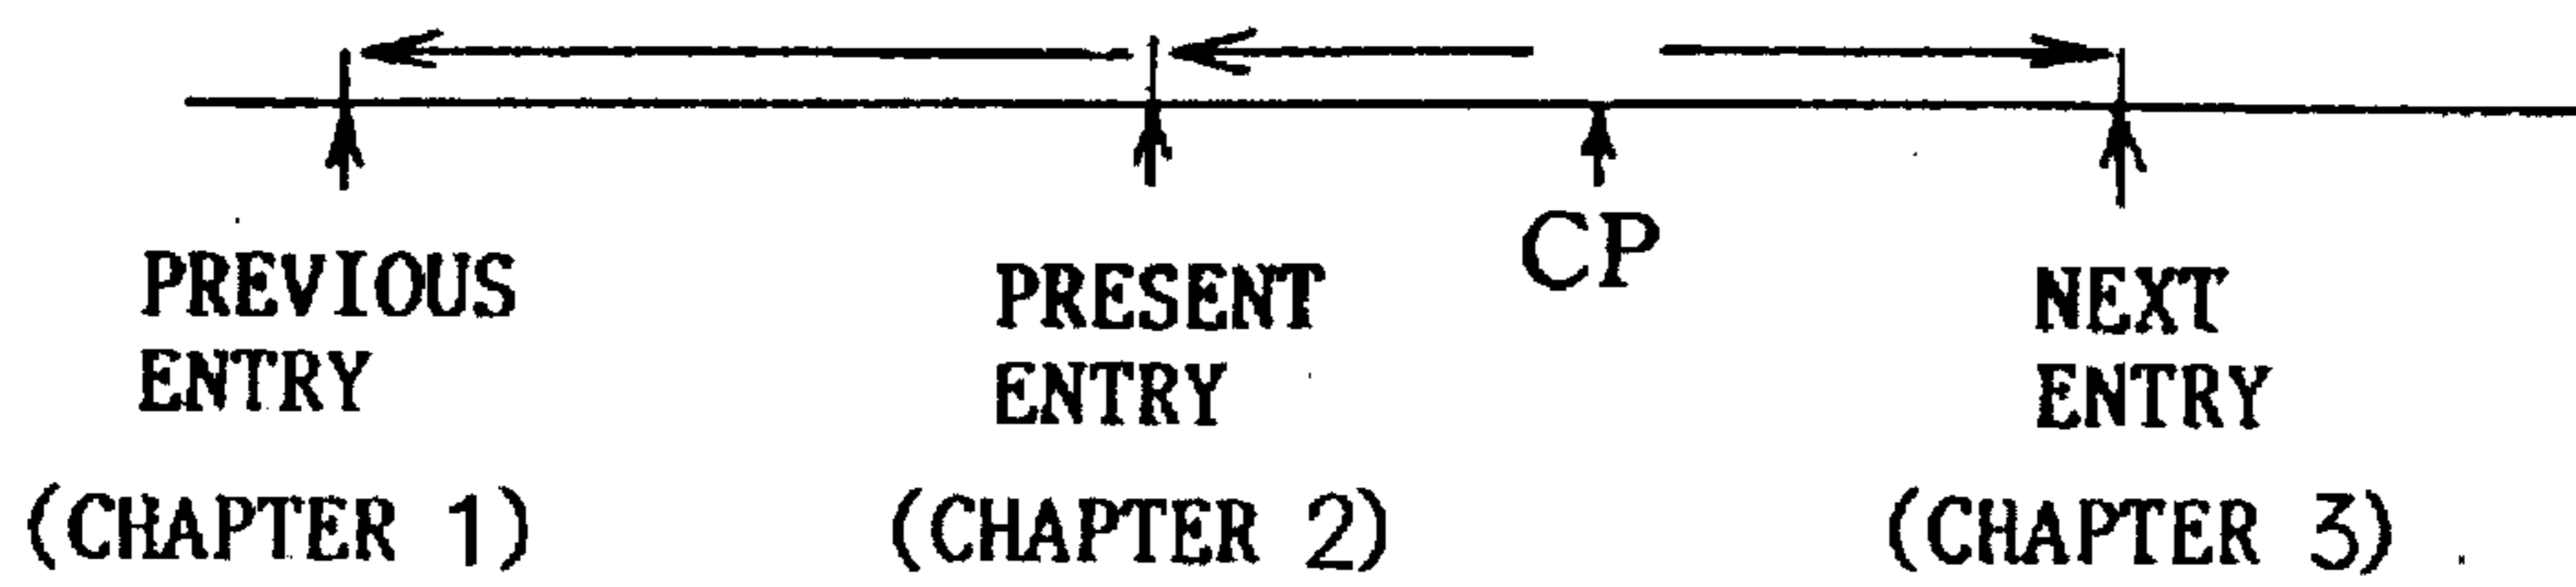 PREVIOUS
ENTRY
(CHAPTER 1)
PRESENT
ENTRY
(CHAPTER 2)
CP
NEXT
ENTRY
(CHAPTER 3)